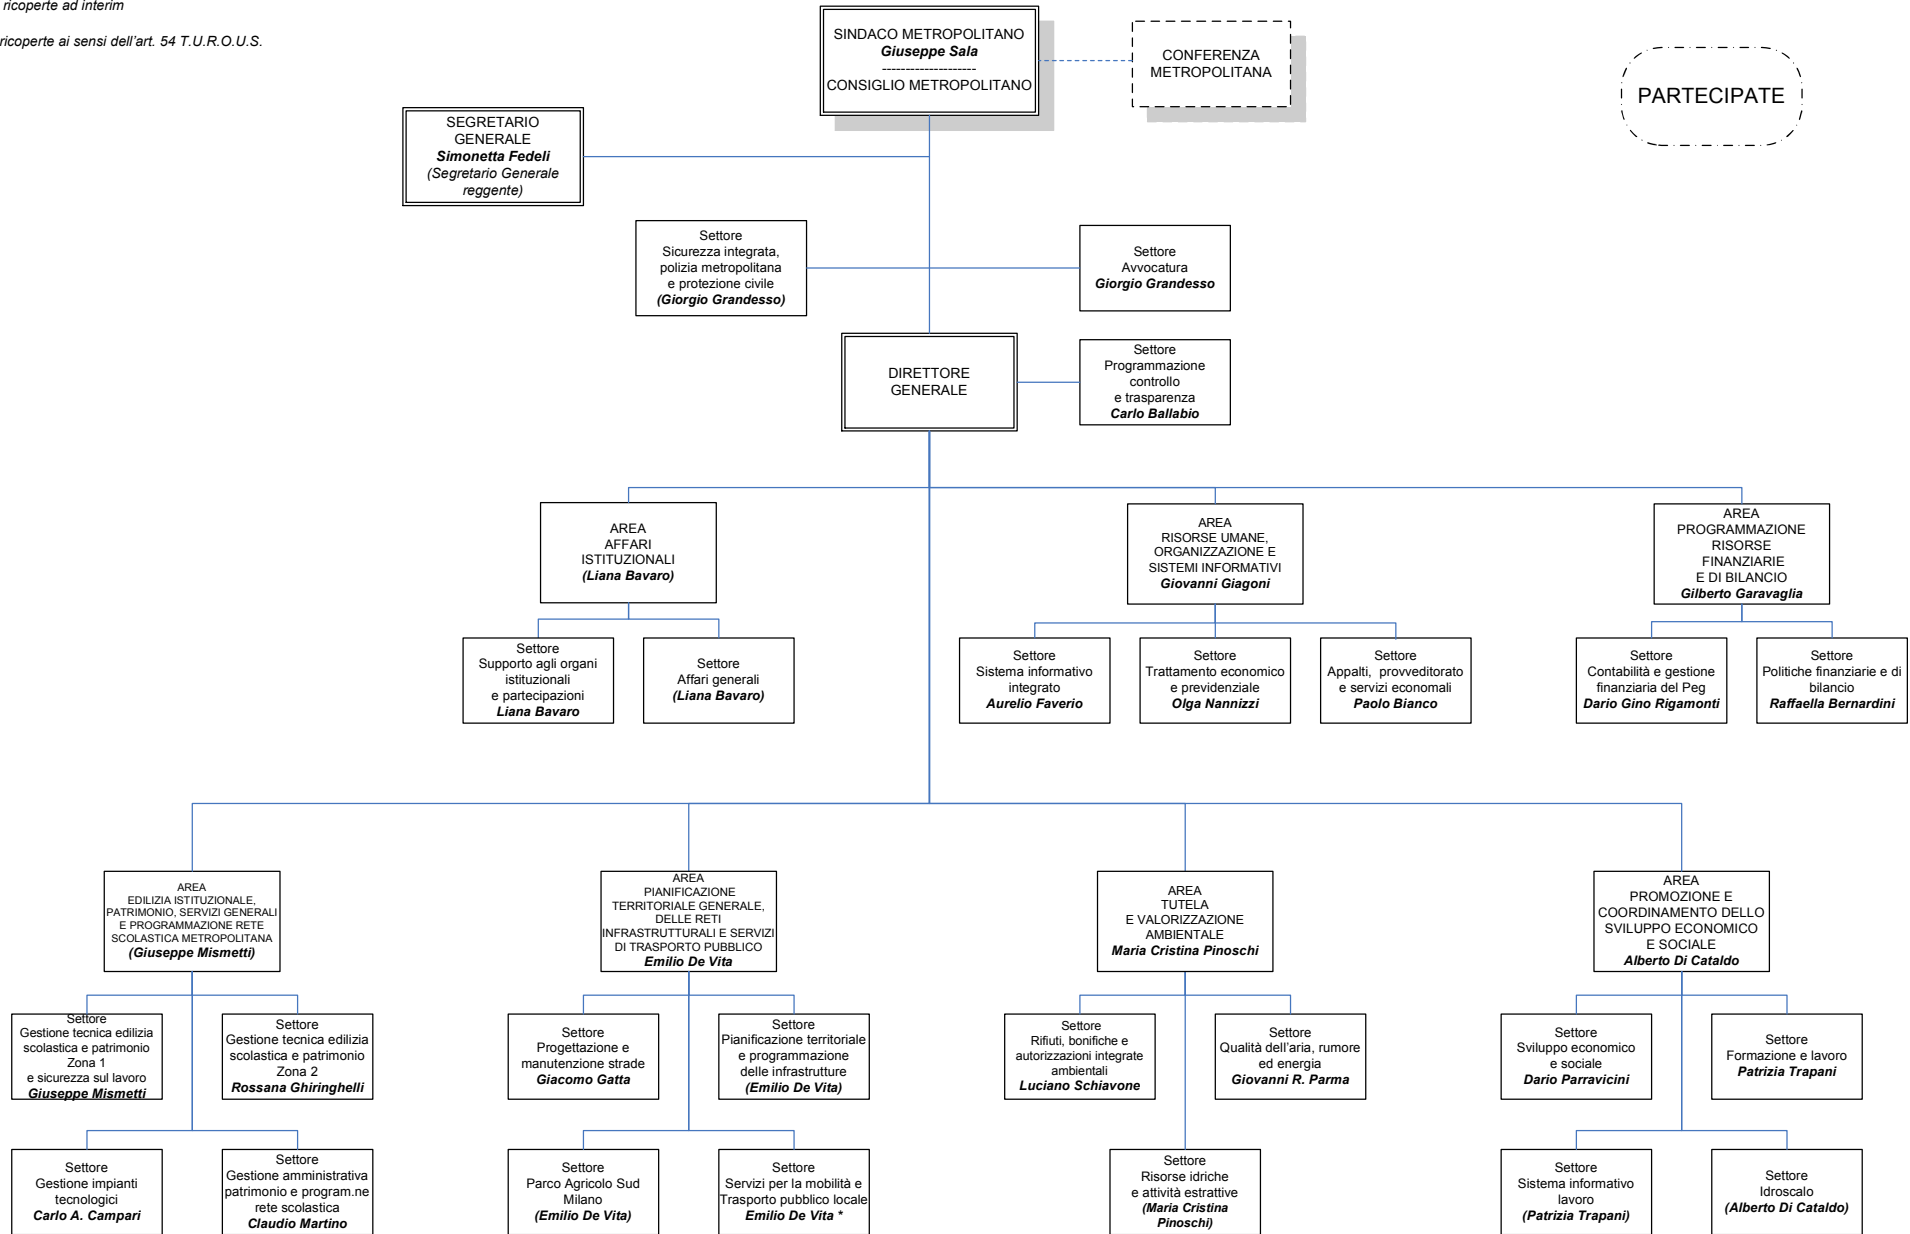 ricoperte ad interim
ricoperte ai sensi dell'art. 54 T.U.R.O.U.S.
SINDACO METROPOLITANO
Giuseppe Sala
--------------------
CONSIGLIO METROPOLITANO
CONFERENZA
METROPOLITANA
PARTECIPATE
SEGRETARIO
GENERALE
Simonetta Fedeli
(Segretario Generale
reggente)
Settore
Sicurezza integrata,
polizia metropolitana
e protezione civile
(Giorgio Grandesso)
Settore
Avvocatura
Giorgio Grandesso
DIRETTORE
GENERALE
Settore
Programmazione
controllo
e trasparenza
Carlo Ballabio
AREA
AFFARI
ISTITUZIONALI
(Liana Bavaro)
AREA
RISORSE UMANE,
ORGANIZZAZIONE E
SISTEMI INFORMATIVI
Giovanni Giagoni
AREA
PROGRAMMAZIONE
RISORSE
FINANZIARIE
E DI BILANCIO
Gilberto Garavaglia
Settore
Supporto agli organi
istituzionali
e partecipazioni
Liana Bavaro
Settore
Affari generali
(Liana Bavaro)
Settore
Sistema informativo
integrato
Aurelio Faverio
Settore
Trattamento economico
e previdenziale
Olga Nannizzi
Settore
Appalti, provveditorato
e servizi economali
Paolo Bianco
Settore
Contabilità e gestione
finanziaria del Peg
Dario Gino Rigamonti
Settore
Politiche finanziarie e di
bilancio
Raffaella Bernardini
AREA
EDILIZIA ISTITUZIONALE,
PATRIMONIO, SERVIZI GENERALI
E PROGRAMMAZIONE RETE
SCOLASTICA METROPOLITANA
(Giuseppe Mismetti)
AREA
PIANIFICAZIONE
TERRITORIALE GENERALE,
DELLE RETI
INFRASTRUTTURALI E SERVIZI
DI TRASPORTO PUBBLICO
Emilio De Vita
AREA
TUTELA
E VALORIZZAZIONE
AMBIENTALE
Maria Cristina Pinoschi
AREA
PROMOZIONE E
COORDINAMENTO DELLO
SVILUPPO ECONOMICO
E SOCIALE
Alberto Di Cataldo
Settore
Gestione tecnica edilizia
scolastica e patrimonio
Zona 1
e sicurezza sul lavoro
Giuseppe Mismetti
Settore
Gestione tecnica edilizia
scolastica e patrimonio
Zona 2
Rossana Ghiringhelli
Settore
Progettazione e
manutenzione strade
Giacomo Gatta
Settore
Pianificazione territoriale
e programmazione
delle infrastrutture
(Emilio De Vita)
Settore
Rifiuti, bonifiche e
autorizzazioni integrate
ambientali
Luciano Schiavone
Settore
Qualità dell'aria, rumore
ed energia
Giovanni R. Parma
Settore
Sviluppo economico
e sociale
Dario Parravicini
Settore
Formazione e lavoro
Patrizia Trapani
Settore
Gestione impianti
tecnologici
Carlo A. Campari
Settore
Gestione amministrativa
patrimonio e program.ne
rete scolastica
Claudio Martino
Settore
Parco Agricolo Sud
Milano
(Emilio De Vita)
Settore
Servizi per la mobilità e
Trasporto pubblico locale
Emilio De Vita *
Settore
Risorse idriche
e attività estrattive
(Maria Cristina
Pinoschi)
Settore
Sistema informativo
lavoro
(Patrizia Trapani)
Settore
Idroscalo
(Alberto Di Cataldo)